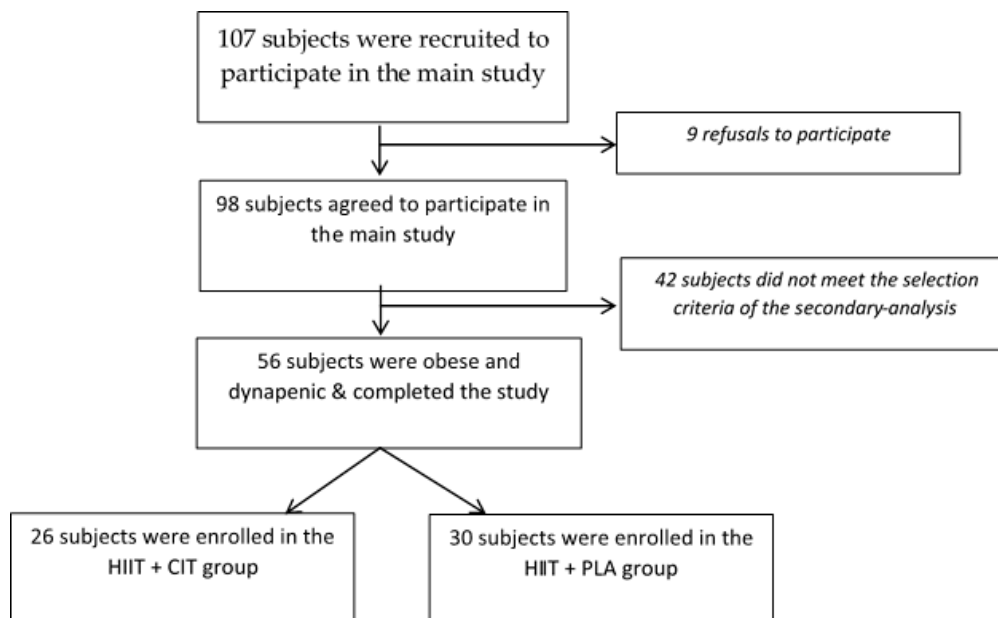 107 subjects were recruited to
participate in the main study
9 refusals to participate
98 subjects agreed to participate in
the main study
42 subjects did not meet the selection
criteria of the secondary-analysis
56 subjects were obese and
dynapenic & completed the study
26 subjects were enrolled in the
HIIT + CIT group
30 subjects were enrolled in the
HIIT + PLA group